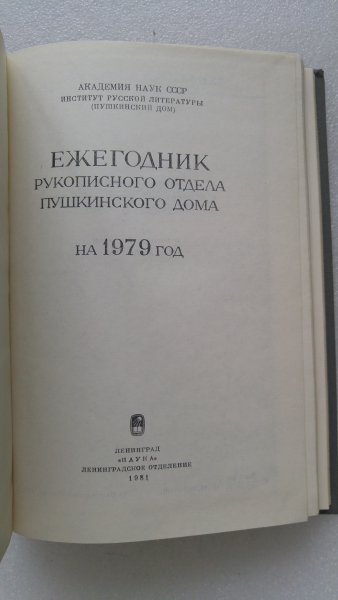 АКАДЕМИЯ НАУК СССР
ИНСТИТУТ РУССКОЙ ЛИТЕРАТУРЫ
(ПУШКИНСКИЙ ДОМ)
ЕЖЕГОДНИК
РУКОПИСНОГО ОТДЕЛА
ПУШКИНСКОГО ДОМА
НА 1979 ГОД
ЛЕНИНГРАД
«НАУКА»
ЛЕНИНГРАДСКОЕ ОТДЕЛЕНИЕ
1981